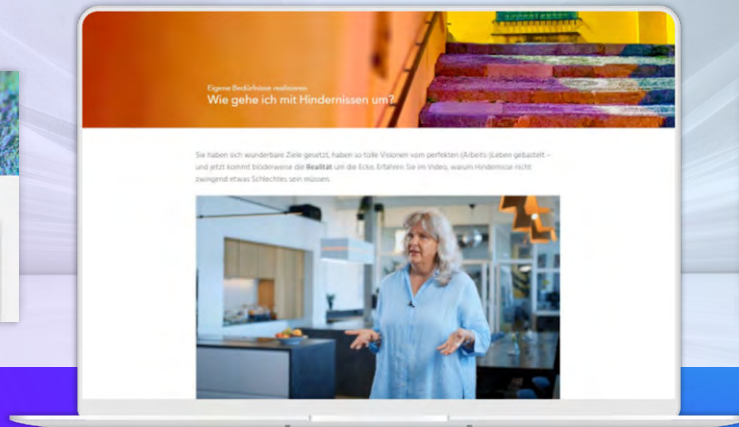 Eigene Bedürfnisse realisieren
Wie gehe ich mit Hindernissen um?
Sie haben sich wunderbare Ziele gesetzt, haben so tolle Visionen vom perfekten (Arbeits-)Leben gebastelt –
und jetzt kommt blöderweise die Realität um die Ecke. Erfahren Sie im Video, warum Hindernisse nicht
zwingend etwas Schlechtes sein müssen.